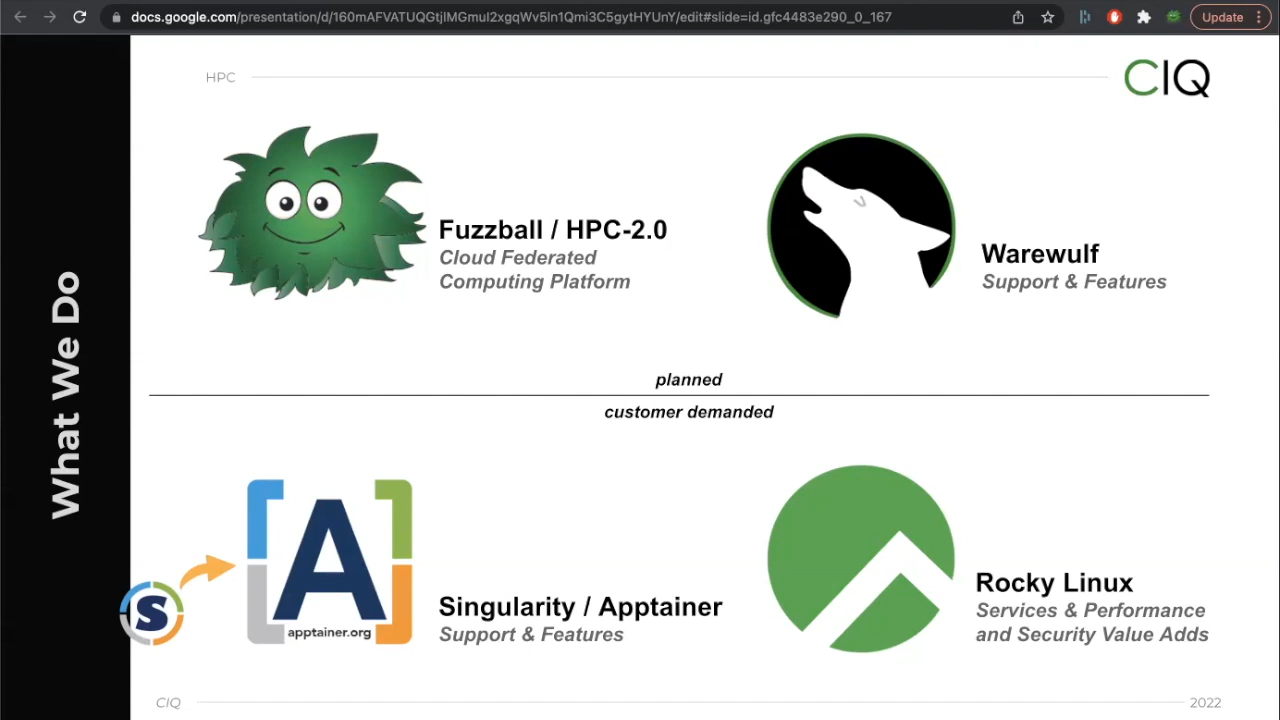 docs.google.com/presentation/d/160mAFVATUQGtjlMGmul2xgqWv5ln1Qmi3C5gytHYUnY/edit#slide=id.gfc4483e290_0_167
Update
HPC
CIQ
What We Do
Fuzzball / HPC-2.0
Cloud Federated
Computing Platform
Warewulf
Support & Features
planned
customer demanded
S
A
apptainer.org
Singularity / Apptainer
Support & Features
Rocky Linux
Services & Performance
and Security Value Adds
CIQ
2022